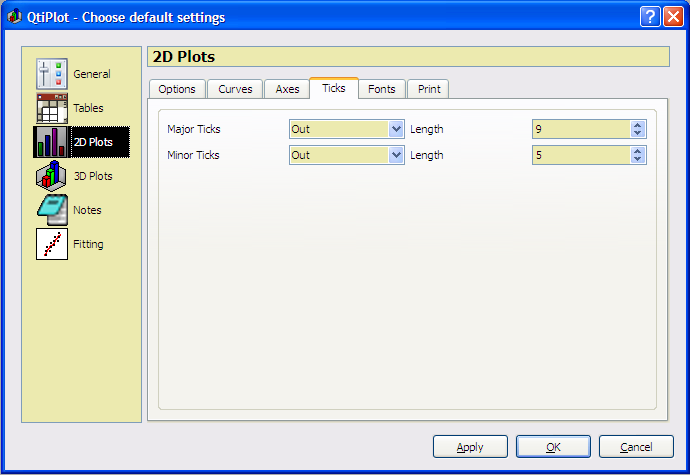 QtiPlot - Choose default settings
General
Tables
2D Plots
3D Plots
Notes
Fitting
2D Plots
Options Curves Axes Ticks Fonts Print
Major Ticks Out Length 9
Minor Ticks Out Length 5
Apply OK Cancel